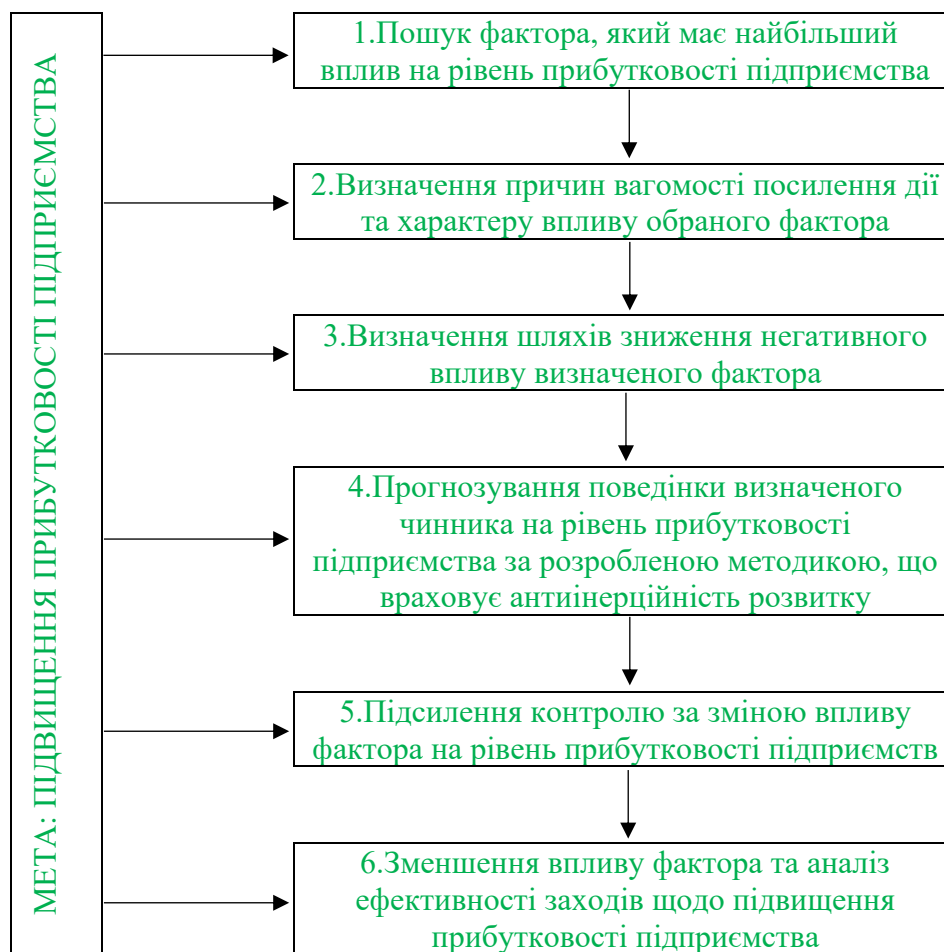 МЕТА: ПІДВИЩЕННЯ ПРИБУТКОВОСТІ ПІДПРИЄМСТВА
1.Пошук фактора, який має найбільший
вплив на рівень прибутковості підприємства
2.Визначення причин вагомості посилення дії
та характеру впливу обраного фактора
3.Визначення шляхів зниження негативного
впливу визначеного фактора
4.Прогнозування поведінки визначеного
чинника на рівень прибутковості
підприємства за розробленою методикою, що
враховує антиінерційність розвитку
5.Підсилення контролю за зміною впливу
фактора на рівень прибутковості підприємств
6.Зменшення впливу фактора та аналіз
ефективності заходів щодо підвищення
прибутковості підприємства